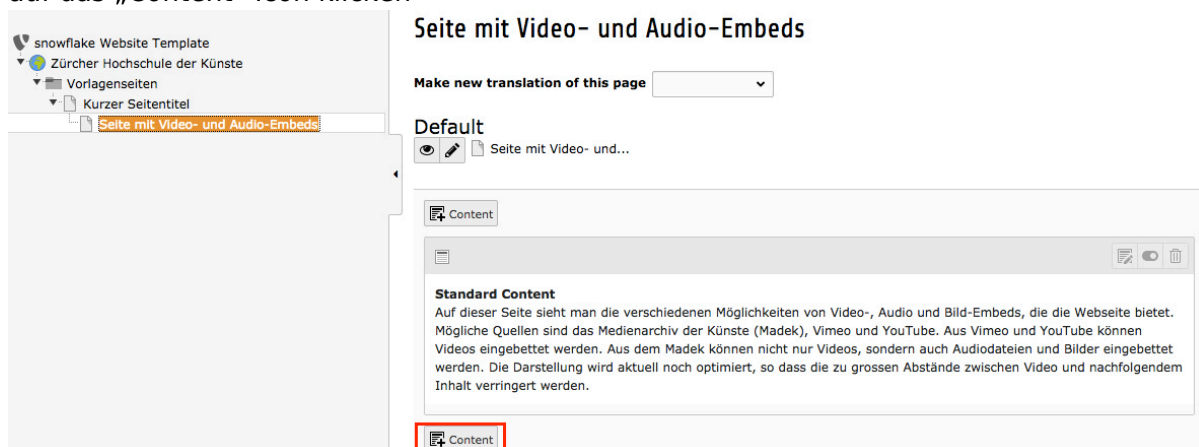 auf das „Content“-Icon klicken
snowflake Website Template
Zürcher Hochschule der Künste
Vorlagenseiten
Kurzer Seitentitel
Seite mit Video- und Audio-Embeds
Seite mit Video- und Audio-Embeds
Make new translation of this page
Default
Seite mit Video- und...
Content
Standard Content
Auf dieser Seite sieht man die verschiedenen Möglichkeiten von Video-, Audio und Bild-Embeds, die die Webseite bietet.
Mögliche Quellen sind das Medienarchiv der Künste (Madek), Vimeo und YouTube. Aus Vimeo und YouTube können
Videos eingebettet werden. Aus dem Madek können nicht nur Videos, sondern auch Audiodateien und Bilder eingebettet
werden. Die Darstellung wird aktuell noch optimiert, so dass die zu grossen Abstände zwischen Video und nachfolgendem
Inhalt verringert werden.
Content